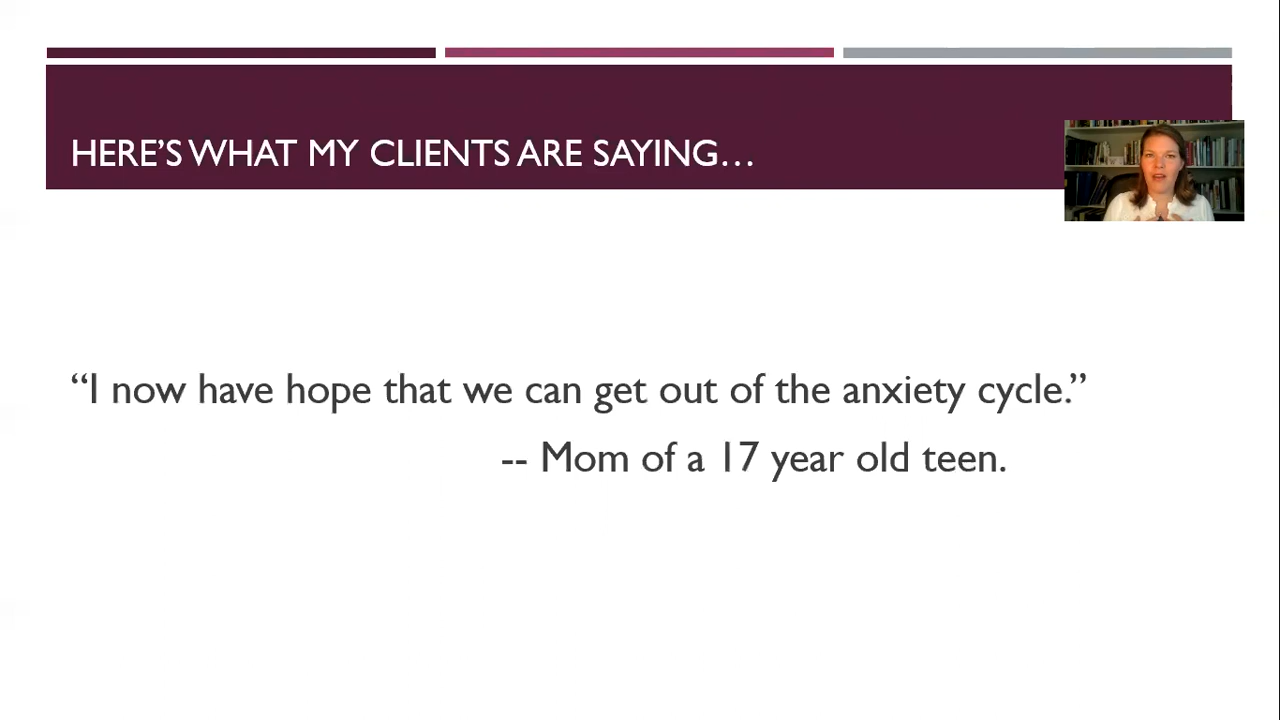 HERE’S WHAT MY CLIENTS ARE SAYING…
“I now have hope that we can get out of the anxiety cycle.”
-- Mom of a 17 year old teen.